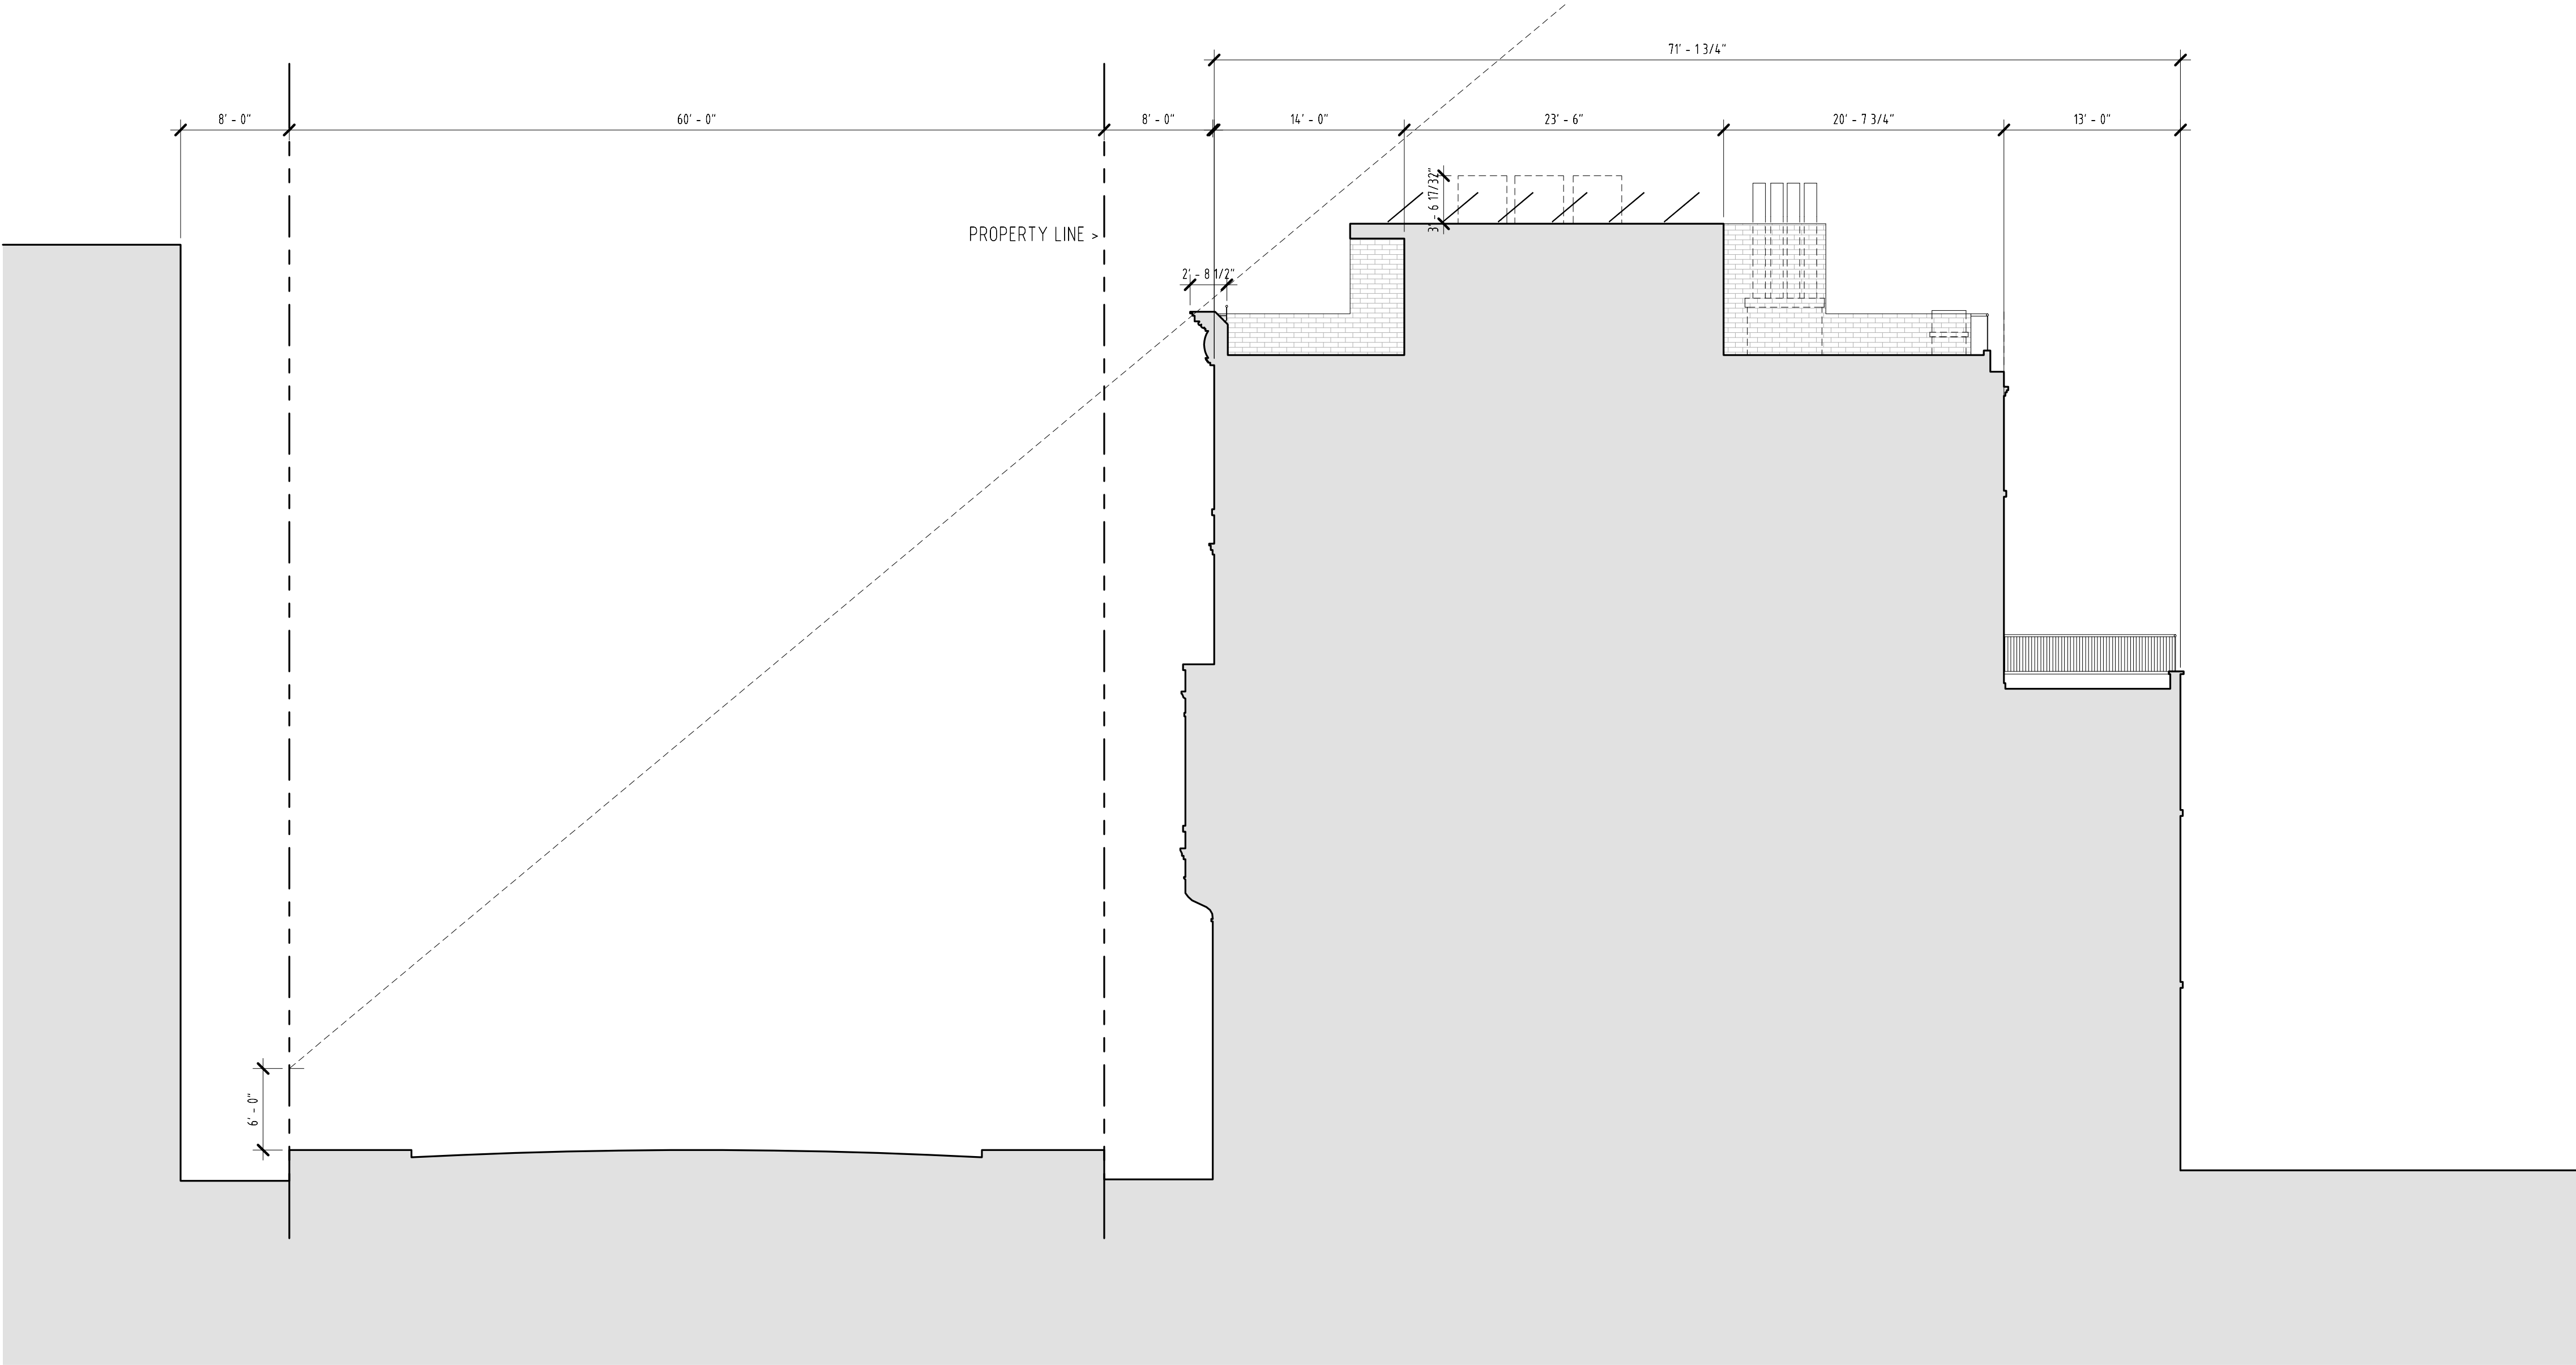 71' - 1 3/4"
8' - 0"
60' - 0"
8' - 0"
14' - 0"
23' - 6"
20' - 7 3/4"
13' - 0"
3' - 6 17/32"
PROPERTY LINE >
2' - 8 1/2"
6' - 0"